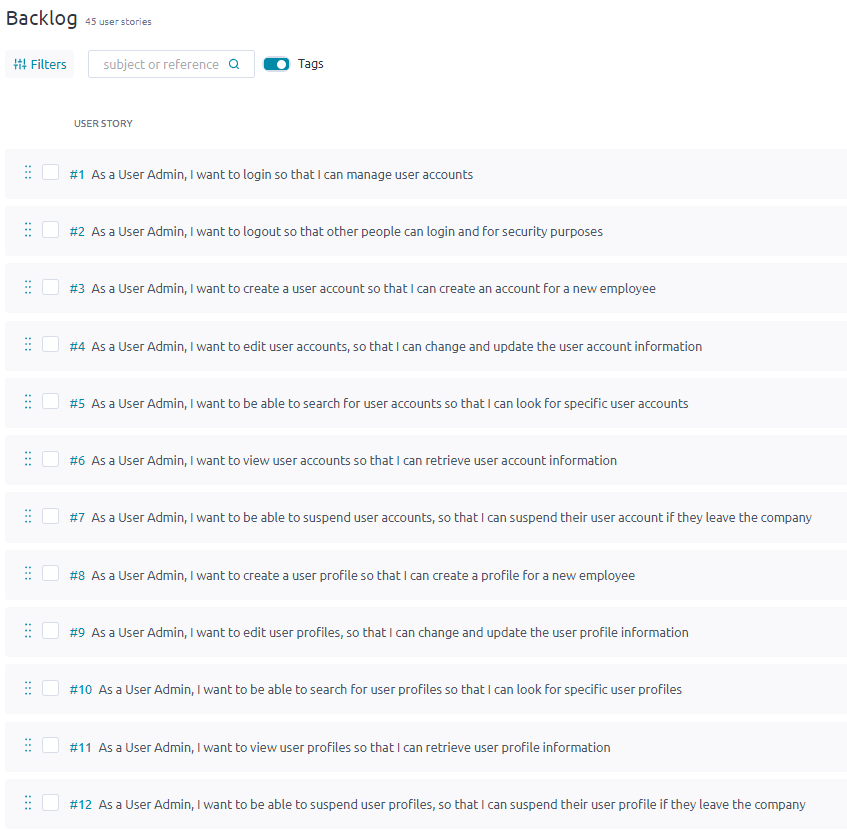 Backlog 45 user stories
Filters subject or reference Tags
USER STORY
#1 As a User Admin, I want to login so that I can manage user accounts
#2 As a User Admin, I want to logout so that other people can login and for security purposes
#3 As a User Admin, I want to create a user account so that I can create an account for a new employee
#4 As a User Admin, I want to edit user accounts, so that I can change and update the user account information
#5 As a User Admin, I want to be able to search for user accounts so that I can look for specific user accounts
#6 As a User Admin, I want to view user accounts so that I can retrieve user account information
#7 As a User Admin, I want to be able to suspend user accounts, so that I can suspend their user account if they leave the company
#8 As a User Admin, I want to create a user profile so that I can create a profile for a new employee
#9 As a User Admin, I want to edit user profiles, so that I can change and update the user profile information
#10 As a User Admin, I want to be able to search for user profiles so that I can look for specific user profiles
#11 As a User Admin, I want to view user profiles so that I can retrieve user profile information
#12 As a User Admin, I want to be able to suspend user profiles, so that I can suspend their user profile if they leave the company